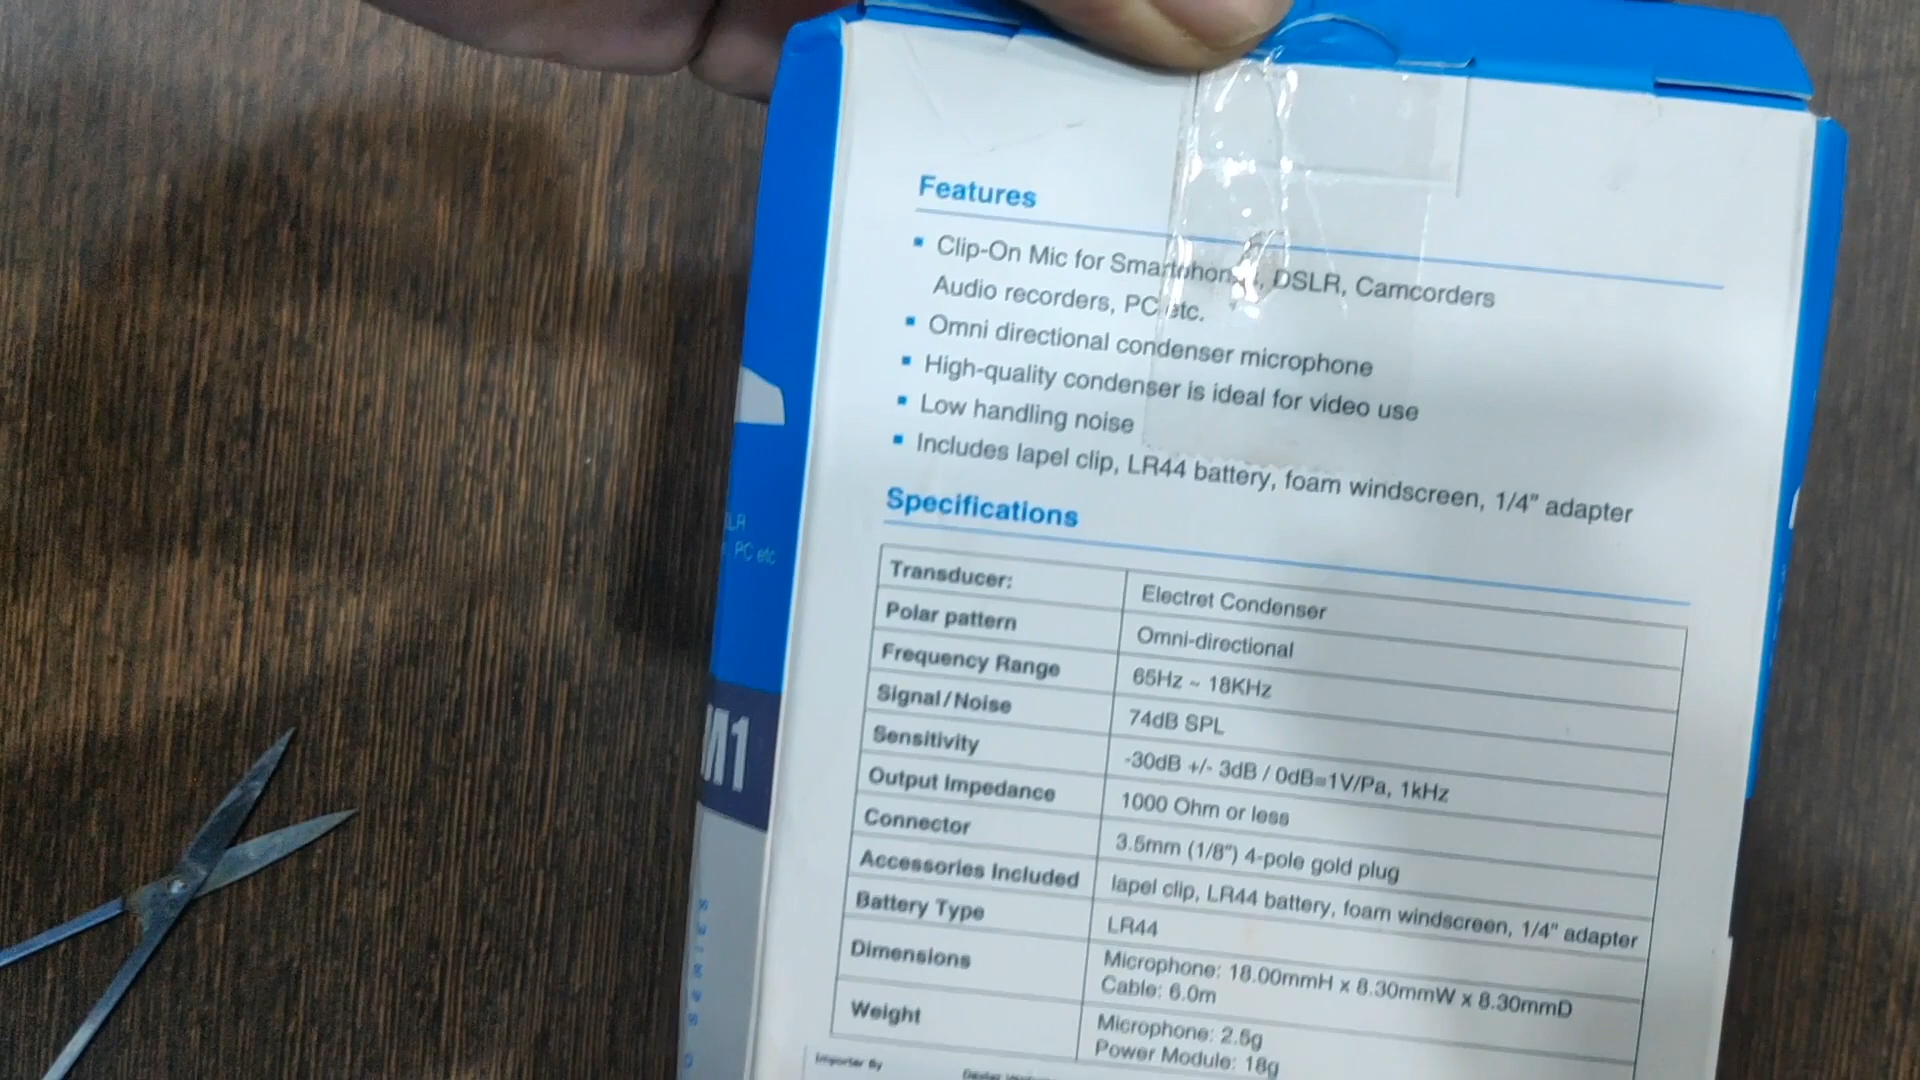 Features
▪ Clip-On Mic for Smartphones, DSLR, Camcorders
Audio recorders, PC etc.
▪ Omni directional condenser microphone
▪ High-quality condenser is ideal for video use
▪ Low handling noise
▪ Includes lapel clip, LR44 battery, foam windscreen, 1/4" adapter
Specifications
Transducer: Electret Condenser
Polar pattern Omni-directional
Frequency Range 65Hz ~ 18KHz
Signal/Noise 74dB SPL
Sensitivity -30dB +/- 3dB / 0dB=1V/Pa, 1kHz
Output Impedance 1000 Ohm or less
Connector 3.5mm (1/8") 4-pole gold plug
Accessories Included lapel clip, LR44 battery, foam windscreen, 1/4" adapter
Battery Type LR44
Dimensions Microphone: 18.00mmH x 8.30mmW x 8.30mmD
Cable: 6.0m
Weight Microphone: 2.5g
Power Module: 18g
Importer By
PC etc
M1